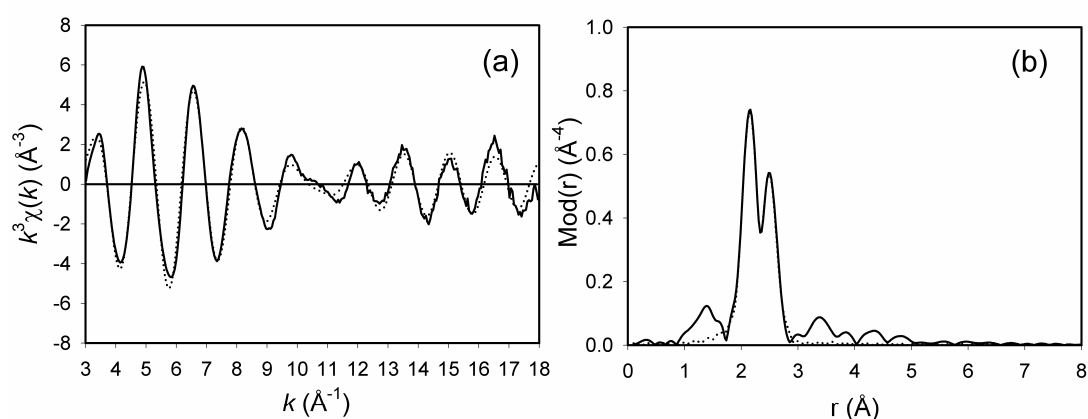 (a)
8
6
4
2
0
-2
-4
-6
-8
k³χ(k) (Å⁻³)
3 4 5 6 7 8 9 10 11 12 13 14 15 16 17 18
k (Å⁻¹)
(b)
1.0
0.8
0.6
0.4
0.2
0.0
Mod(r) (Å⁻⁴)
0 1 2 3 4 5 6 7 8
r (Å)